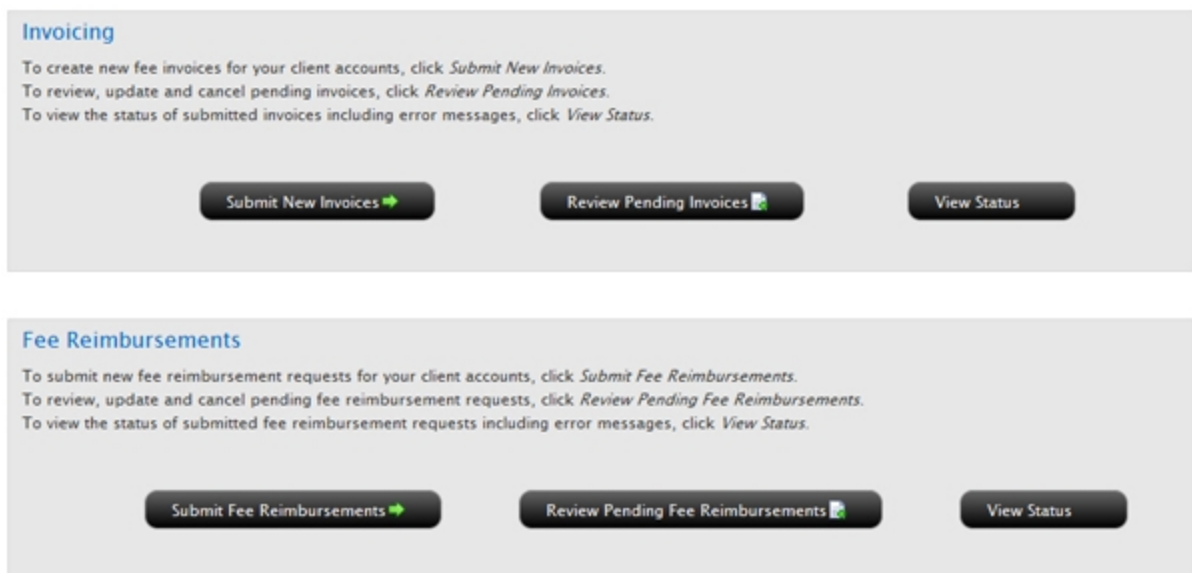 Invoicing
To create new fee invoices for your client accounts, click Submit New Invoices.
To review, update and cancel pending invoices, click Review Pending Invoices.
To view the status of submitted invoices including error messages, click View Status.
Submit New Invoices
Review Pending Invoices
View Status
Fee Reimbursements
To submit new fee reimbursement requests for your client accounts, click Submit Fee Reimbursements.
To review, update and cancel pending fee reimbursement requests, click Review Pending Fee Reimbursements.
To view the status of submitted fee reimbursement requests including error messages, click View Status.
Submit Fee Reimbursements
Review Pending Fee Reimbursements
View Status